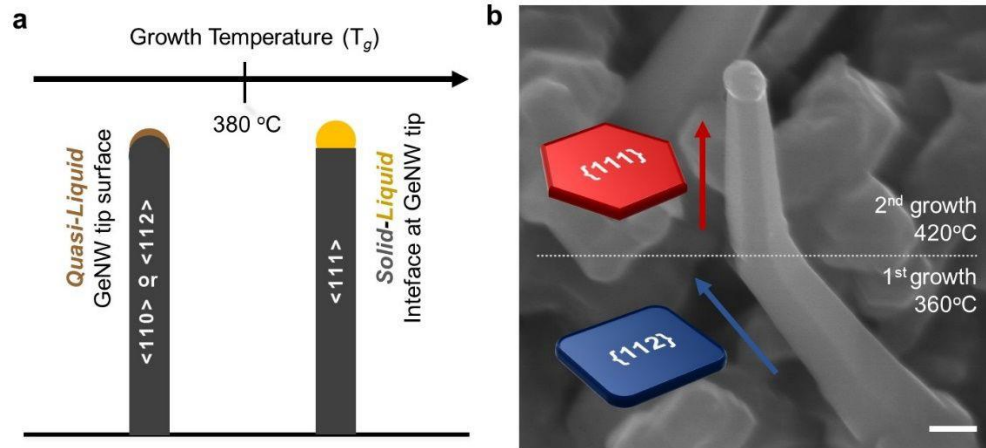 a
Growth Temperature (Tg)
380 °C
Quasi-Liquid
GeNW tip surface
<110> or <112>
<111>
Solid-Liquid
Inteface at GeNW tip
b
{111}
2nd growth
420°C
1st growth
360°C
{112}